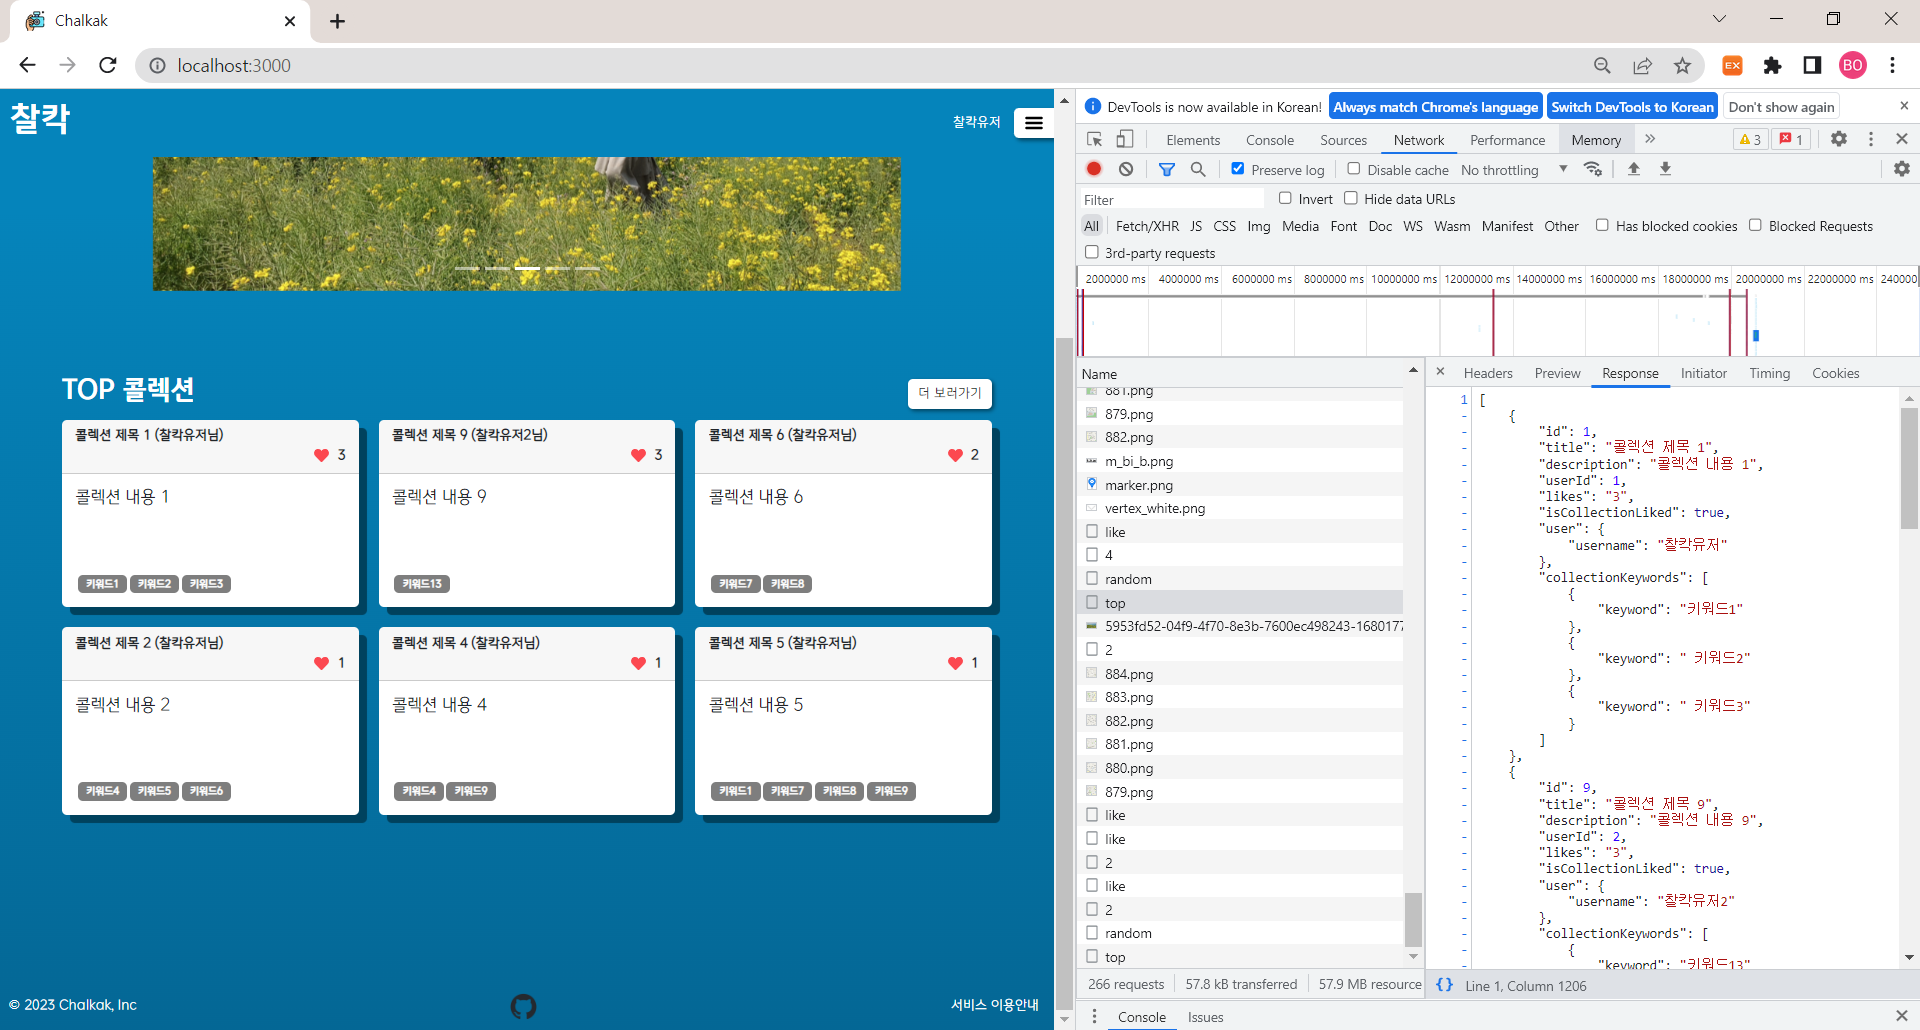 Chalkak
localhost:3000
EX
BO
찰칵
찰칵유저
TOP 콜렉션
더 보러가기
콜렉션 제목 1 (찰칵유저님)
3
콜렉션 내용 1
키워드1 키워드2 키워드3
콜렉션 제목 9 (찰칵유저2님)
3
콜렉션 내용 9
키워드13
콜렉션 제목 6 (찰칵유저님)
2
콜렉션 내용 6
키워드7 키워드8
콜렉션 제목 2 (찰칵유저님)
1
콜렉션 내용 2
키워드4 키워드5 키워드6
콜렉션 제목 4 (찰칵유저님)
1
콜렉션 내용 4
키워드4 키워드9
콜렉션 제목 5 (찰칵유저님)
1
콜렉션 내용 5
키워드1 키워드7 키워드8 키워드9
© 2023 Chalkak, Inc
서비스 이용안내
DevTools is now available in Korean! Always match Chrome's language Switch DevTools to Korean Don't show again
Elements Console Sources Network Performance Memory 3 1
Preserve log Disable cache No throttling
Filter Invert Hide data URLs
All Fetch/XHR JS CSS Img Media Font Doc WS Wasm Manifest Other Has blocked cookies Blocked Requests
3rd-party requests
2000000 ms 4000000 ms 6000000 ms 8000000 ms 10000000 ms 12000000 ms 14000000 ms 16000000 ms 18000000 ms 20000000 ms 22000000 ms 240000
Name
881.png
879.png
882.png
m_bi_b.png
marker.png
vertex_white.png
like
4
random
top
5953fd52-04f9-4f70-8e3b-7600ec498243-1680177
2
884.png
883.png
882.png
881.png
880.png
879.png
like
like
2
like
2
random
top
266 requests 57.8 kB transferred 57.9 MB resource
Headers Preview Response Initiator Timing Cookies
1 [
- {
- "id": 1,
- "title": "콜렉션 제목 1",
- "description": "콜렉션 내용 1",
- "userId": 1,
- "likes": "3",
- "isCollectionLiked": true,
- "user": {
- "username": "찰칵유저"
- },
- "collectionKeywords": [
- {
- "keyword": "키워드1"
- },
- {
- "keyword": " 키워드2"
- },
- {
- "keyword": " 키워드3"
- }
- ]
- },
- {
- "id": 9,
- "title": "콜렉션 제목 9",
- "description": "콜렉션 내용 9",
- "userId": 2,
- "likes": "3",
- "isCollectionLiked": true,
- "user": {
- "username": "찰칵유저2"
- },
- "collectionKeywords": [
- {
- "keyword": "키워드13"
{} Line 1, Column 1206
Console Issues